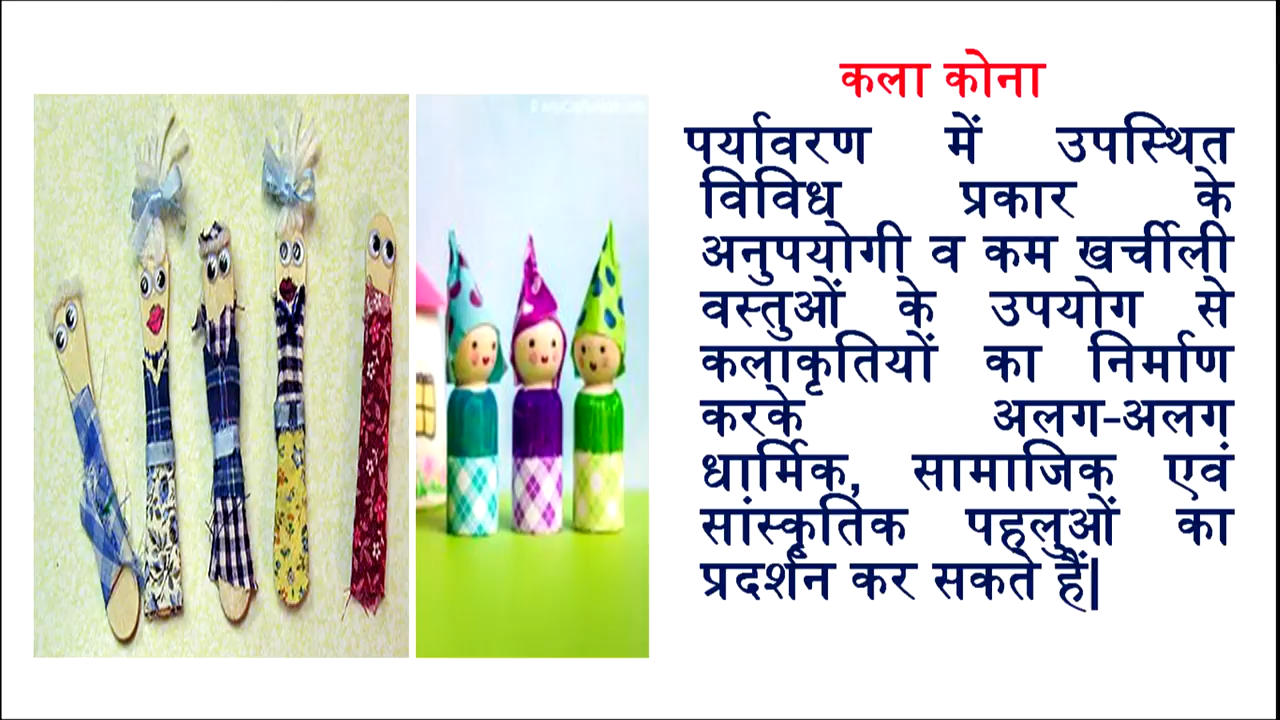 कला कोना
पर्यावरण में उपस्थित
विविध प्रकार के
अनुपयोगी व कम खर्चीली
वस्तुओं के उपयोग से
कलाकृतियों का निर्माण
करके अलग-अलग
धार्मिक, सामाजिक एवं
सांस्कृतिक पहलुओं का
प्रदर्शन कर सकते हैं|